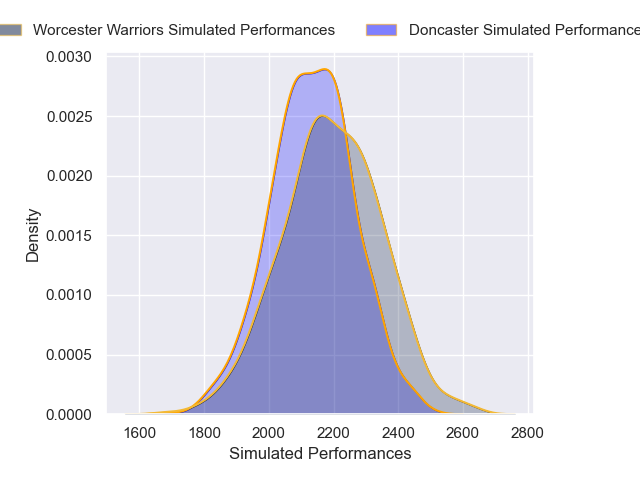 Worcester Warriors Simulated Performances
Doncaster Simulated Performance
0.0030
0.0025
0.0020
0.0015
0.0010
0.0005
0.0000
Density
1600 1800 2000 2200 2400 2600 2800
Simulated Performances